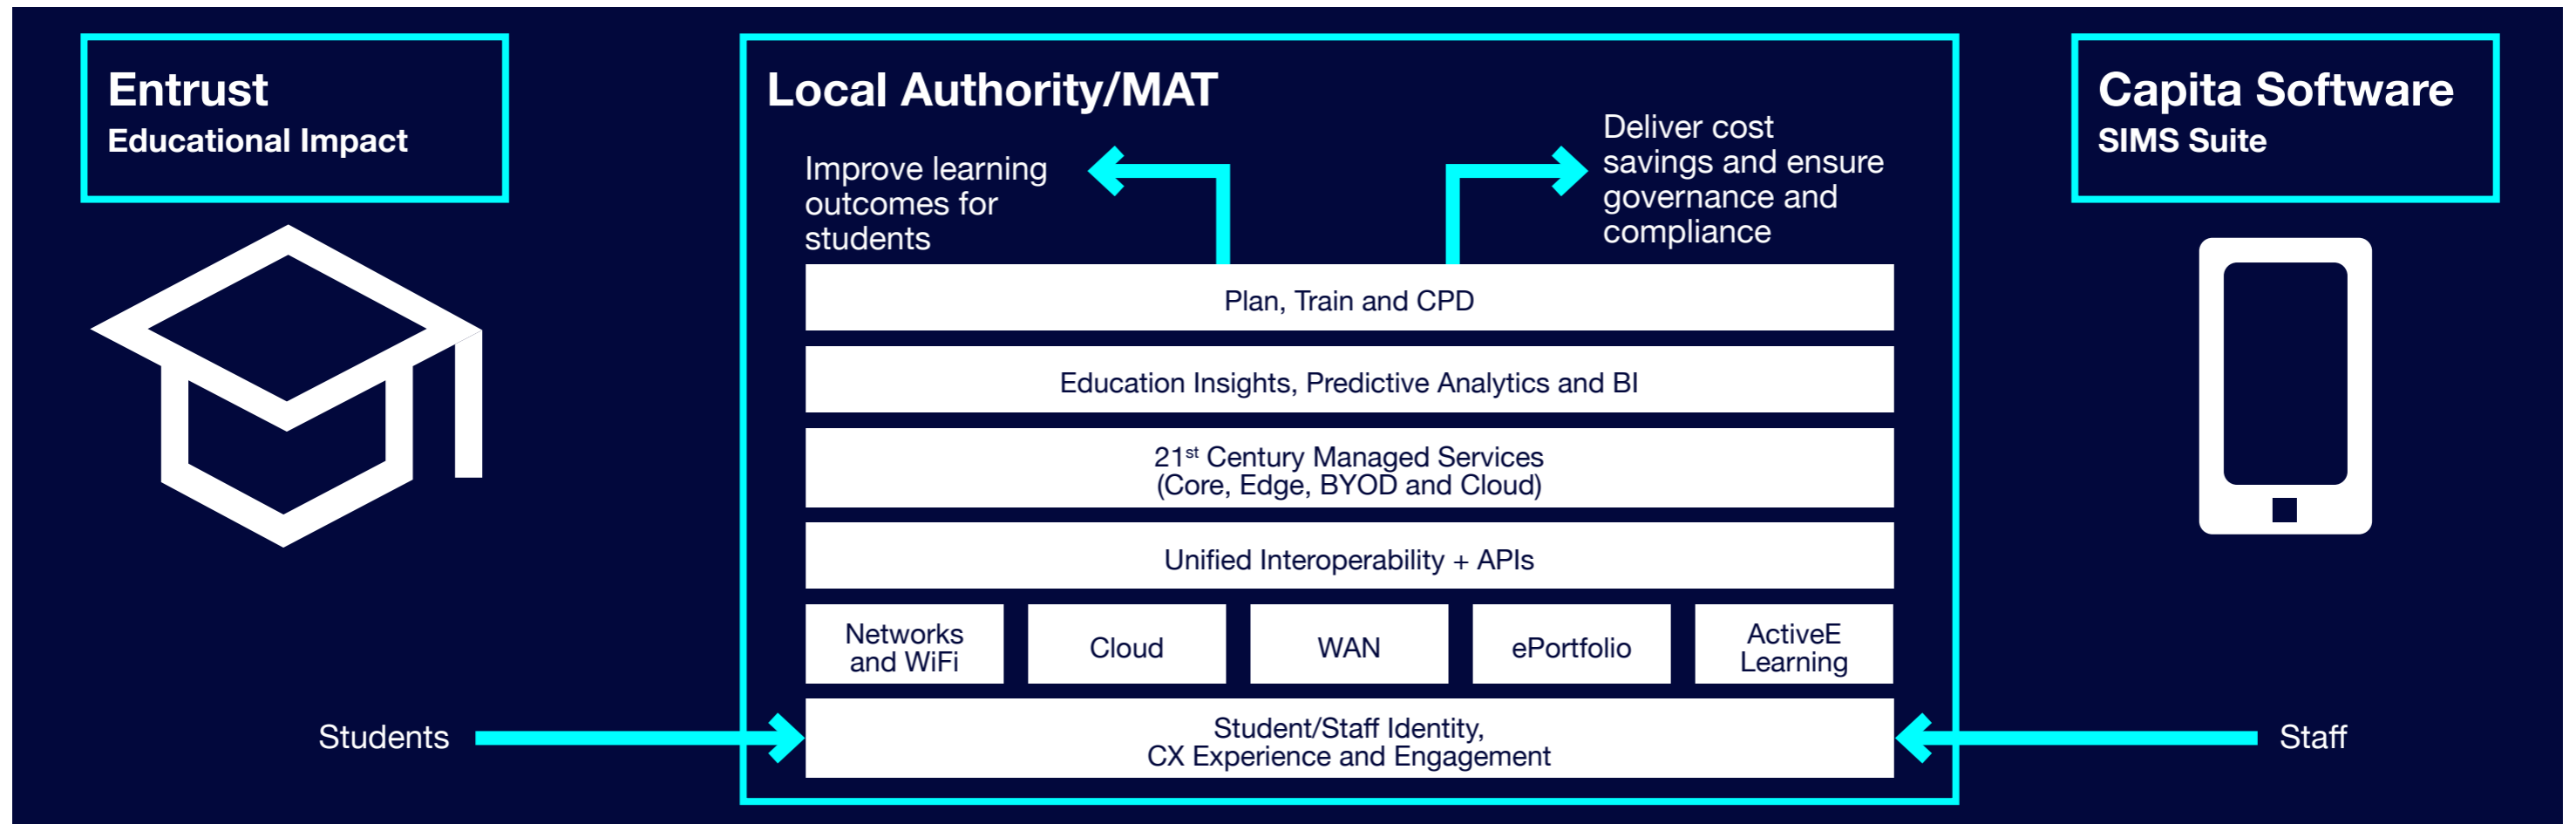 Entrust
Educational Impact
Local Authority/MAT
Improve learning
outcomes for
students
Deliver cost
savings and ensure
governance and
compliance
Capita Software
SIMS Suite
Plan, Train and CPD
Education Insights, Predictive Analytics and BI
21st Century Managed Services
(Core, Edge, BYOD and Cloud)
Unified Interoperability + APIs
Networks
and WiFi
Cloud
WAN
ePortfolio
ActiveE
Learning
Students
Student/Staff Identity,
CX Experience and Engagement
Staff